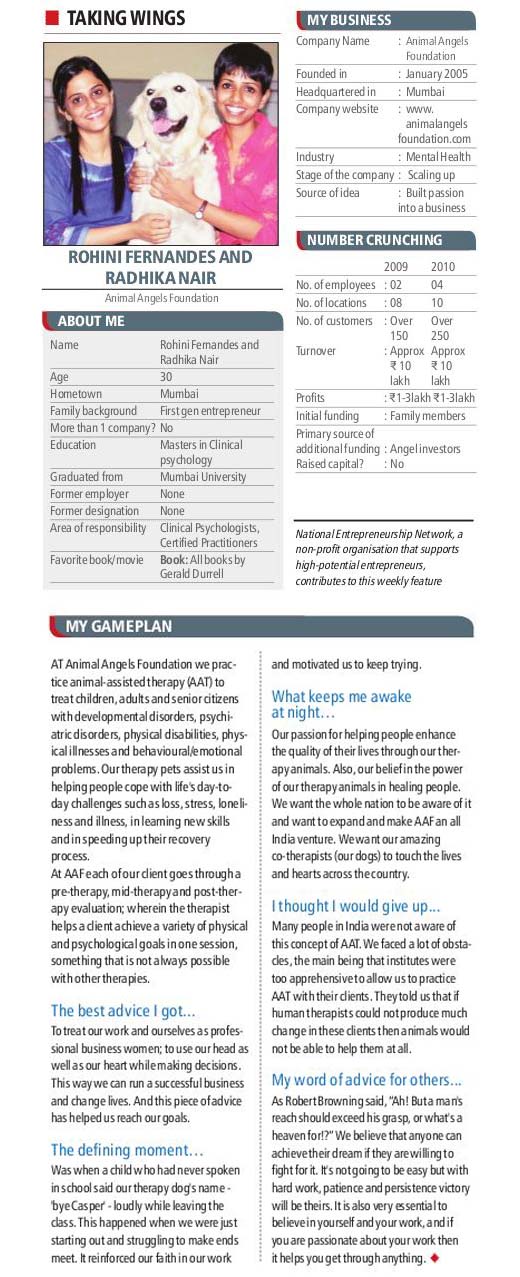 TAKING WINGS
ROHINI FERNANDES AND
RADHIKA NAIR
Animal Angels Foundation
ABOUT ME
Name Rohini Fernandes and
Radhika Nair
Age 30
Hometown Mumbai
Family background First gen entrepreneur
More than 1 company? No
Education Masters in Clinical
psychology
Graduated from Mumbai University
Former employer None
Former designation None
Area of responsibility Clinical Psychologists,
Certified Practitioners
Favorite book/movie Book: All books by
Gerald Durrell
MY BUSINESS
Company Name : Animal Angels
Foundation
Founded in : January 2005
Headquartered in : Mumbai
Company website : www.
animalangels
foundation.com
Industry : Mental Health
Stage of the company : Scaling up
Source of idea : Built passion
into a business
NUMBER CRUNCHING
2009 2010
No. of employees : 02 04
No. of locations : 08 10
No. of customers : Over Over
150 250
Turnover : Approx Approx
₹ 10 ₹ 10
lakh lakh
Profits : ₹1-3lakh ₹1-3lakh
Initial funding : Family members
Primary source of
additional funding : Angel investors
Raised capital? : No
National Entrepreneurship Network, a
non-profit organisation that supports
high-potential entrepreneurs,
contributes to this weekly feature
MY GAMEPLAN
AT Animal Angels Foundation we prac-
tice animal-assisted therapy (AAT) to
treat children, adults and senior citizens
with developmental disorders, psychi-
atric disorders, physical disabilities, phys-
ical illnesses and behavioural/emotional
problems. Our therapy pets assist us in
helping people cope with life's day-to-
day challenges such as loss, stress, loneli-
ness and illness, in learning new skills
and in speeding up their recovery
process.
At AAF each of our client goes through a
pre-therapy, mid-therapy and post-ther-
apy evaluation; wherein the therapist
helps a client achieve a variety of physical
and psychological goals in one session,
something that is not always possible
with other therapies.
The best advice I got...
To treat our work and ourselves as profes-
sional business women; to use our head as
well as our heart while making decisions.
This way we can run a successful business
and change lives. And this piece of advice
has helped us reach our goals.
The defining moment...
Was when a child who had never spoken
in school said our therapy dog's name -
'bye Casper' - loudly while leaving the
class. This happened when we were just
starting out and struggling to make ends
meet. It reinforced our faith in our work
and motivated us to keep trying.
What keeps me awake
at night...
Our passion for helping people enhance
the quality of their lives through our ther-
apy animals. Also, our belief in the power
of our therapy animals in healing people.
We want the whole nation to be aware of it
and want to expand and make AAF an all
India venture. We want our amazing
co-therapists (our dogs) to touch the lives
and hearts across the country.
I thought I would give up...
Many people in India were not aware of
this concept of AAT. We faced a lot of obsta-
cles, the main being that institutes were
too apprehensive to allow us to practice
AAT with their clients. They told us that if
human therapists could not produce much
change in these clients then animals would
not be able to help them at all.
My word of advice for others...
As Robert Browning said, "Ah! But a man's
reach should exceed his grasp, or what's a
heaven for!?" We believe that anyone can
achieve their dream if they are willing to
fight for it. It's not going to be easy but with
hard work, patience and persistence victory
will be theirs. It is also very essential to
believe in yourself and your work, and if
you are passionate about your work then
it helps you get through anything.